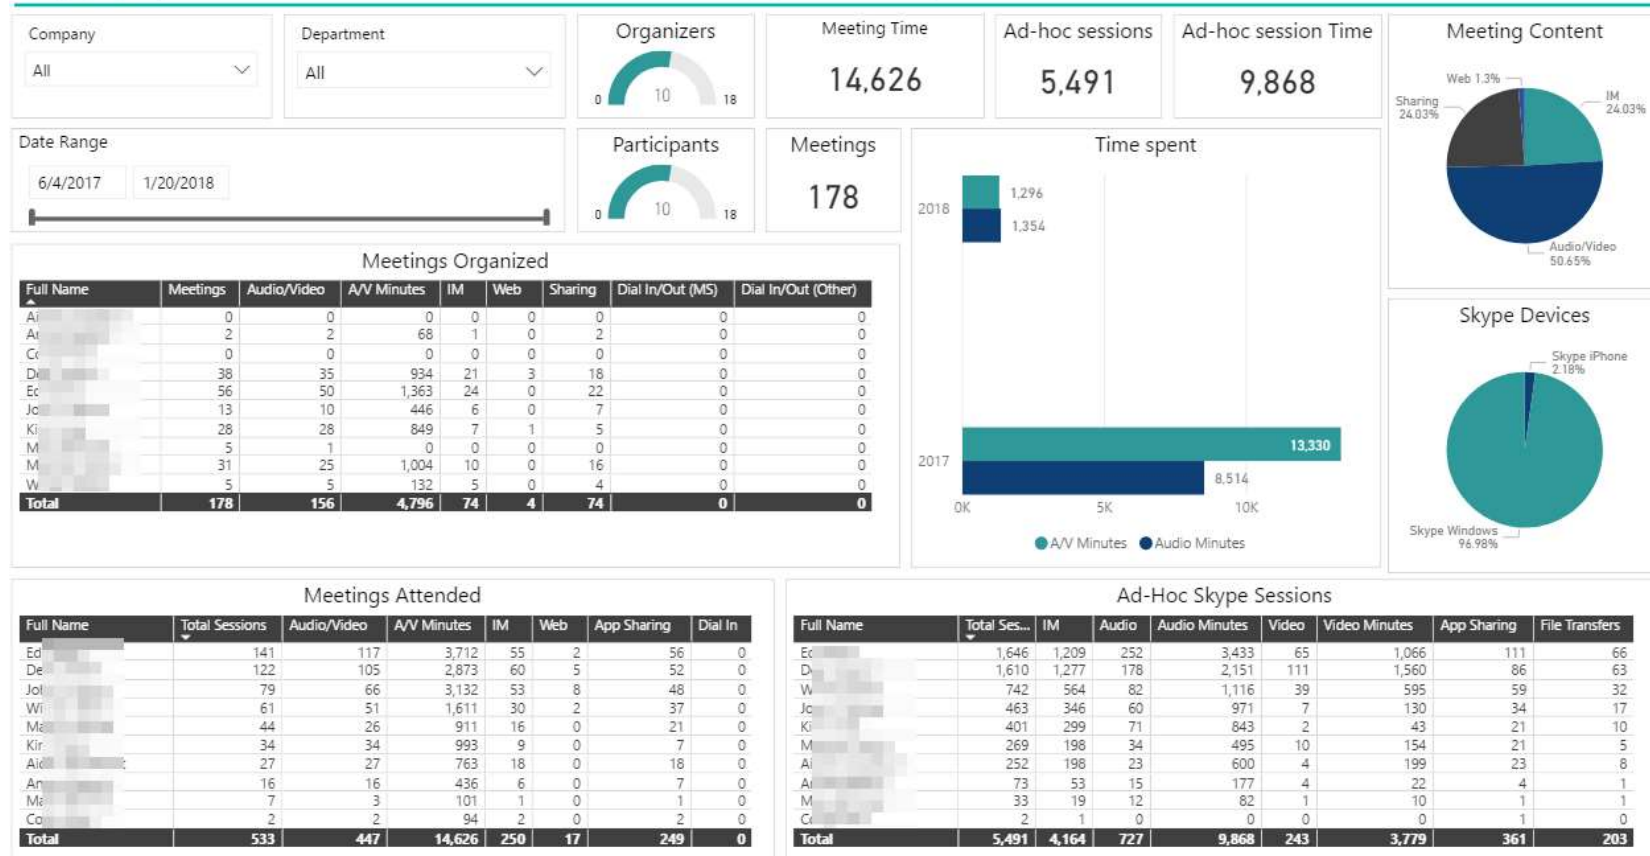 Company
All
Department
All
Organizers
0 10 18
Meeting Time
14,626
Ad-hoc sessions
5,491
Ad-hoc session Time
9,868
Meeting Content
Web 1.3%
IM
24.03%
Sharing
24.03%
Audio/Video
50.65%
Date Range
6/4/2017 1/20/2018
Participants
0 10 18
Meetings
178
Time spent
2018
1,296
1,354
2017
13,330
8,514
0K 5K 10K
A/V Minutes Audio Minutes
Skype Devices
Skype iPhone
2.18%
Skype Windows
96.98%
Meetings Organized
Full Name Meetings Audio/Video A/V Minutes IM Web Sharing Dial In/Out (MS) Dial In/Out (Other)
Ai 0 0 0 0 0 0 0 0
Ar 2 2 68 1 0 2 0 0
Cc 0 0 0 0 0 0 0 0
De 38 35 934 21 3 18 0 0
Ec 56 50 1,363 24 0 22 0 0
Jo 13 10 446 6 0 7 0 0
Ki 28 28 849 7 1 5 0 0
M 5 1 0 0 0 0 0 0
M 31 25 1,004 10 0 16 0 0
W 5 5 132 5 0 4 0 0
Total 178 156 4,796 74 4 74 0 0
Meetings Attended
Full Name Total Sessions Audio/Video A/V Minutes IM Web App Sharing Dial In
Ed 141 117 3,712 55 2 56 0
De 122 105 2,873 60 5 52 0
Jol 79 66 3,132 53 8 48 0
Wi 61 51 1,611 30 2 37 0
Ma 44 26 911 16 0 21 0
Kir 34 34 993 9 0 7 0
Aid 27 27 763 18 0 18 0
An 16 16 436 6 0 7 0
Ma 7 3 101 1 0 1 0
Co 2 2 94 2 0 2 0
Total 533 447 14,626 250 17 249 0
Ad-Hoc Skype Sessions
Full Name Total Ses... IM Audio Audio Minutes Video Video Minutes App Sharing File Transfers
Ec 1,646 1,209 252 3,433 65 1,066 111 66
D 1,610 1,277 178 2,151 111 1,560 86 63
W 742 564 82 1,116 39 595 59 32
Jo 463 346 60 971 7 130 34 17
Ki 401 299 71 843 2 43 21 10
M 269 198 34 495 10 154 21 5
Ai 252 198 23 600 4 199 23 8
A 73 53 15 177 4 22 4 1
M 33 19 12 82 1 10 1 1
C 2 1 0 0 0 0 1 0
Total 5,491 4,164 727 9,868 243 3,779 361 203